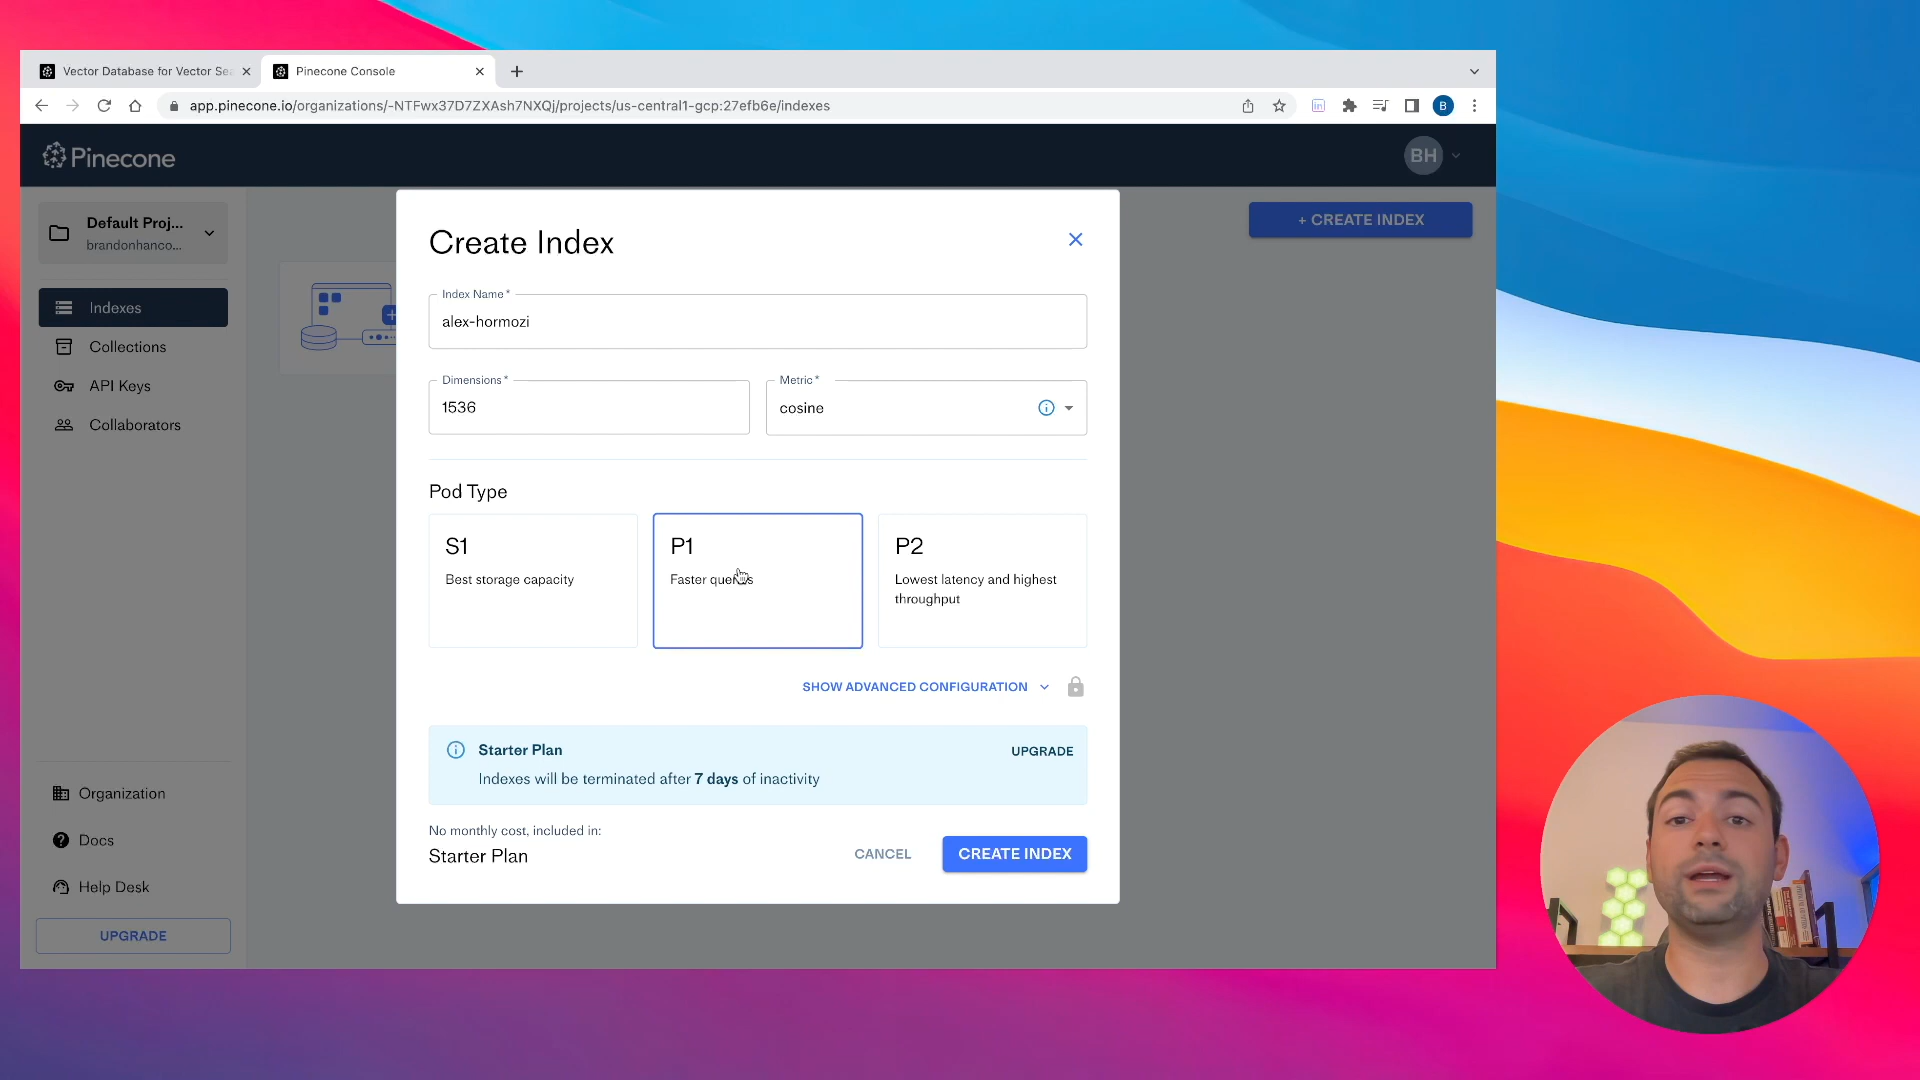 Vector Database for Vector Sea
Pinecone Console
app.pinecone.io/organizations/-NTFwx37D7ZXAsh7NXQj/projects/us-central1-gcp:27efb6e/indexes
B
Pinecone
BH
Default Proj...
brandonhanco...
+ CREATE INDEX
Indexes
Collections
API Keys
Collaborators
Organization
Docs
Help Desk
UPGRADE
Create Index
Index Name*
alex-hormozi
Dimensions*
1536
Metric*
cosine
Pod Type
S1
Best storage capacity
P1
Faster queries
P2
Lowest latency and highest
throughput
SHOW ADVANCED CONFIGURATION
Starter Plan
UPGRADE
Indexes will be terminated after 7 days of inactivity
No monthly cost, included in:
Starter Plan
CANCEL
CREATE INDEX